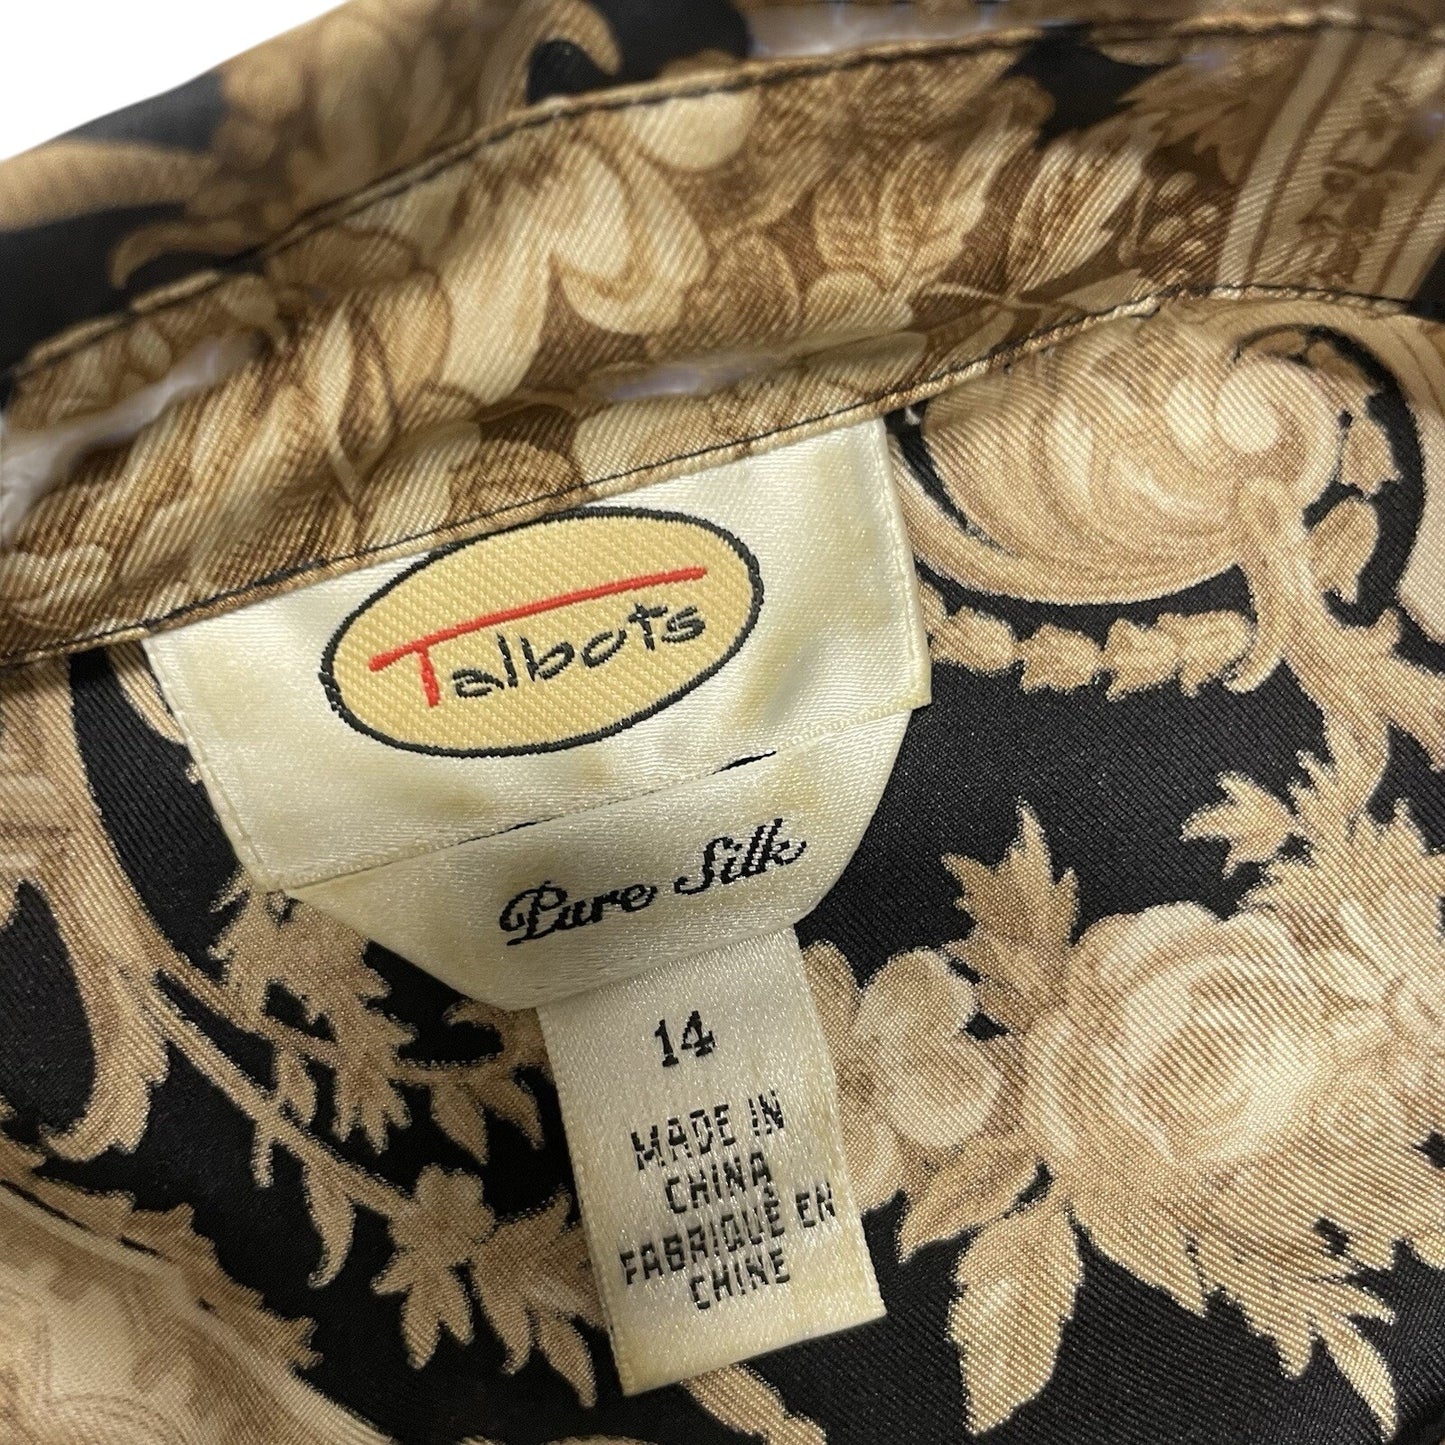 Talbots
Pure Silk
14
MADE IN
CHINA
FABRIQUÉ EN
CHINE